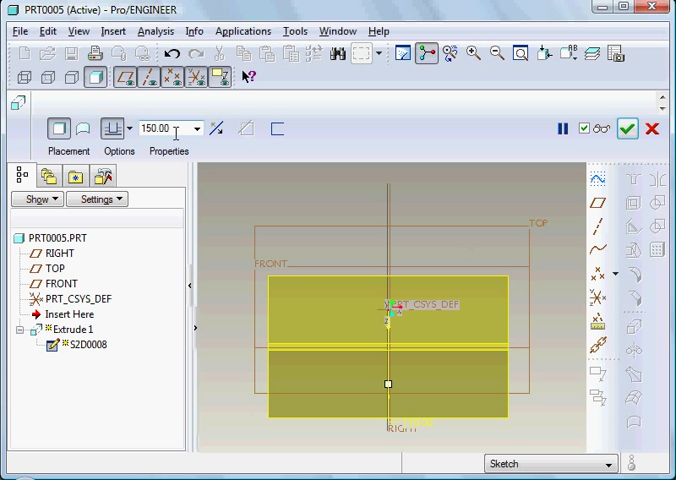 PRT0005 (Active) - Pro/ENGINEER
File Edit View Insert Analysis Info Applications Tools Window Help
150.00
Placement Options Properties
Show Settings
PRT0005.PRT
RIGHT
TOP
FRONT
PRT_CSYS_DEF
Insert Here
Extrude 1
S2D0008
TOP
FRONT
PRT_CSYS_DEF
RIGHT
Sketch